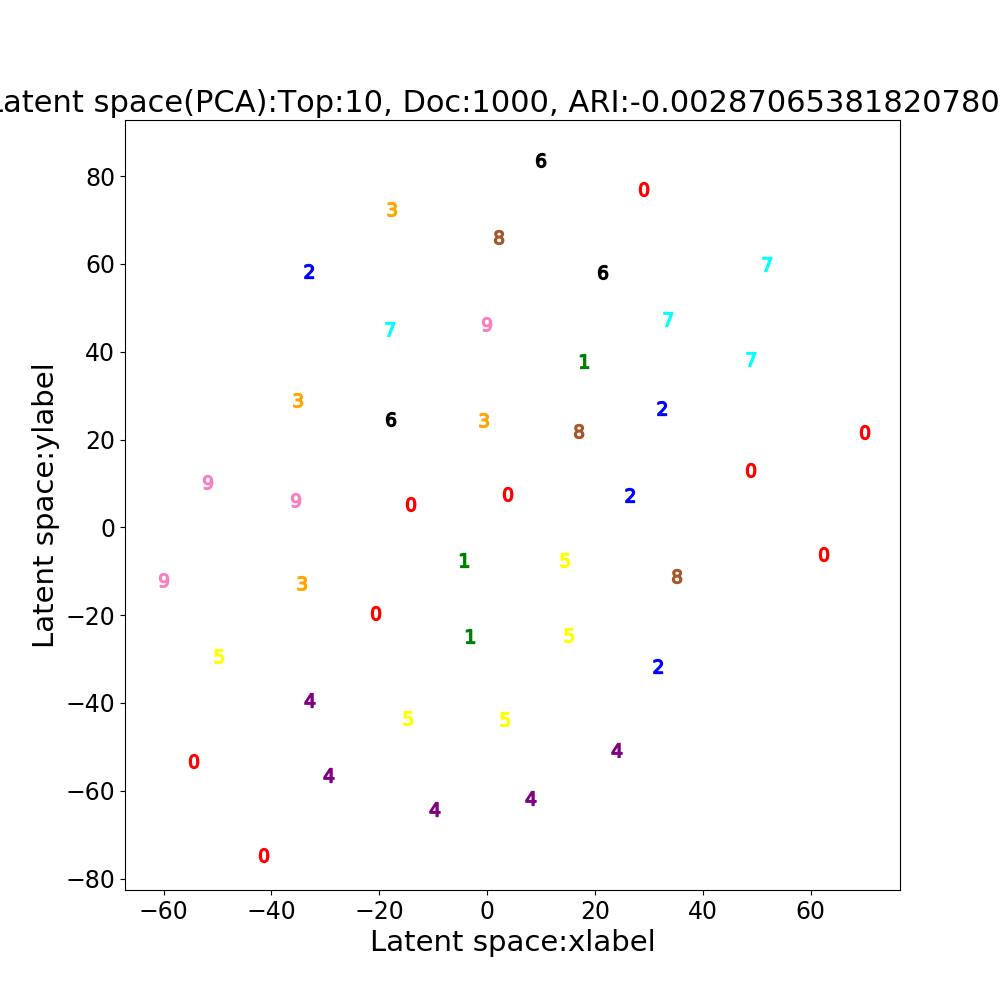 Latent space(PCA):Top:10, Doc:1000, ARI:-0.00287065381820780
6
80
0
3
8
60 7
2 6
7 9 7
40 1 7
3 2
6 3 8 0
20
0
9 9 0 0 2
0
1 5 0
9 3 8
−20 0
1 5
5 2
−40 4
5 5
4
0
4
−60 4
4
0
−80
−60 −40 −20 0 20 40 60
Latent space:xlabel
Latent space:ylabel